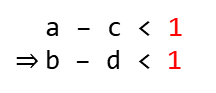 a – c < 1
⇒ b – d < 1